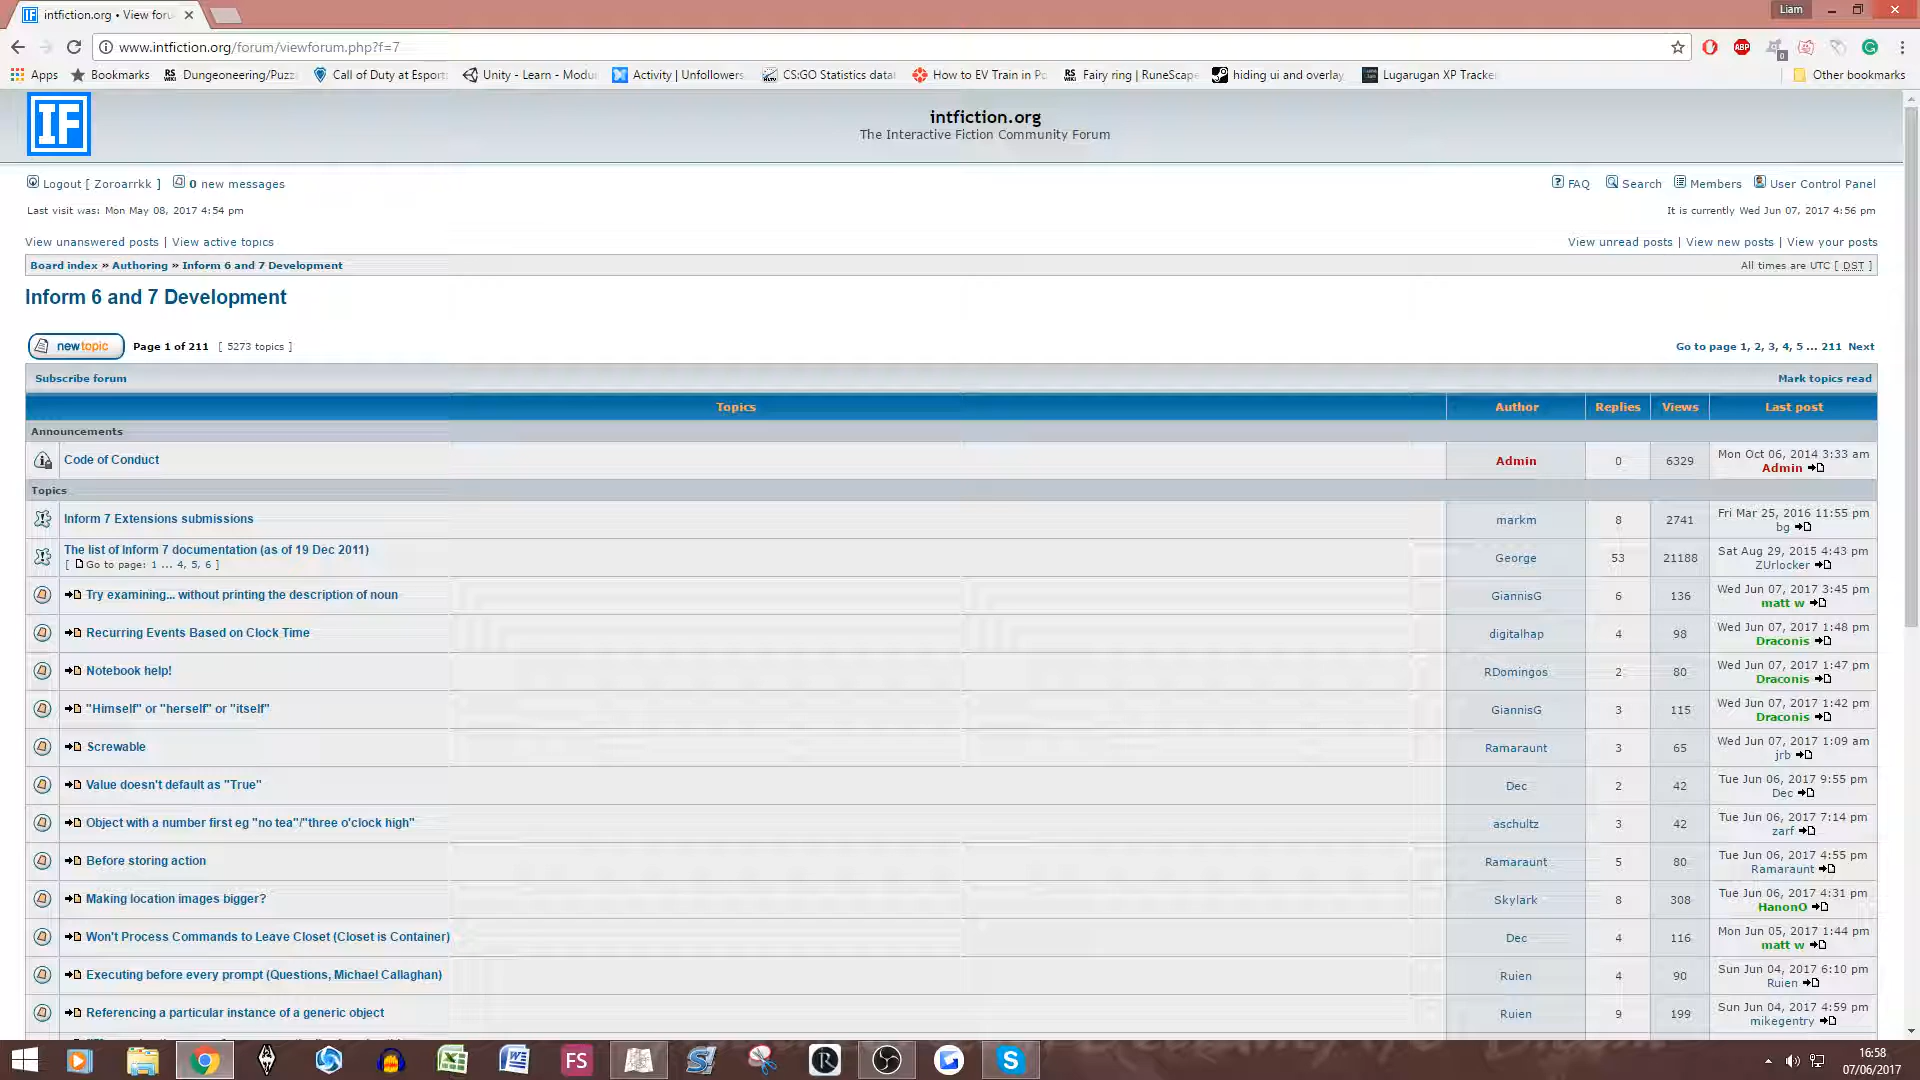 intfiction.org • View foru
Liam
www.intfiction.org/forum/viewforum.php?f=7
Apps Bookmarks Dungeoneering/Puzz Call of Duty at Esport Unity - Learn - Modu Activity | Unfollowers CS:GO Statistics data How to EV Train in Po Fairy ring | RuneScape hiding ui and overlay Lugarugan XP Tracker Other bookmarks
IF
intfiction.org
The Interactive Fiction Community Forum
Logout [ Zoroarrkk ] 0 new messages
FAQ Search Members User Control Panel
Last visit was: Mon May 08, 2017 4:54 pm
It is currently Wed Jun 07, 2017 4:56 pm
View unanswered posts | View active topics
View unread posts | View new posts | View your posts
Board index » Authoring » Inform 6 and 7 Development
All times are UTC [ DST ]
Inform 6 and 7 Development
newtopic Page 1 of 211 [ 5273 topics ]
Go to page 1, 2, 3, 4, 5 ... 211 Next
Subscribe forum
Mark topics read
Topics Author Replies Views Last post
Announcements
Code of Conduct Admin 0 6329 Mon Oct 06, 2014 3:33 am
Admin
Topics
Inform 7 Extensions submissions markm 8 2741 Fri Mar 25, 2016 11:55 pm
bg
The list of Inform 7 documentation (as of 19 Dec 2011)
[ Go to page: 1 ... 4, 5, 6 ]
George 53 21188 Sat Aug 29, 2015 4:43 pm
ZUrlocker
Try examining... without printing the description of noun GiannisG 6 136 Wed Jun 07, 2017 3:45 pm
matt w
Recurring Events Based on Clock Time digitalhap 4 98 Wed Jun 07, 2017 1:48 pm
Draconis
Notebook help! RDomingos 2 80 Wed Jun 07, 2017 1:47 pm
Draconis
"Himself" or "herself" or "itself" GiannisG 3 115 Wed Jun 07, 2017 1:42 pm
Draconis
Screwable Ramaraunt 3 65 Wed Jun 07, 2017 1:09 am
jrb
Value doesn't default as "True" Dec 2 42 Tue Jun 06, 2017 9:55 pm
Dec
Object with a number first eg "no tea"/"three o'clock high" aschultz 3 42 Tue Jun 06, 2017 7:14 pm
zarf
Before storing action Ramaraunt 5 80 Tue Jun 06, 2017 4:55 pm
Ramaraunt
Making location images bigger? Skylark 8 308 Tue Jun 06, 2017 4:31 pm
HanonO
Won't Process Commands to Leave Closet (Closet is Container) Dec 4 116 Mon Jun 05, 2017 1:44 pm
matt w
Executing before every prompt (Questions, Michael Callaghan) Ruien 4 90 Sun Jun 04, 2017 6:10 pm
Ruien
Referencing a particular instance of a generic object Ruien 9 199 Sun Jun 04, 2017 4:59 pm
mikegentry
16:58
07/06/2017